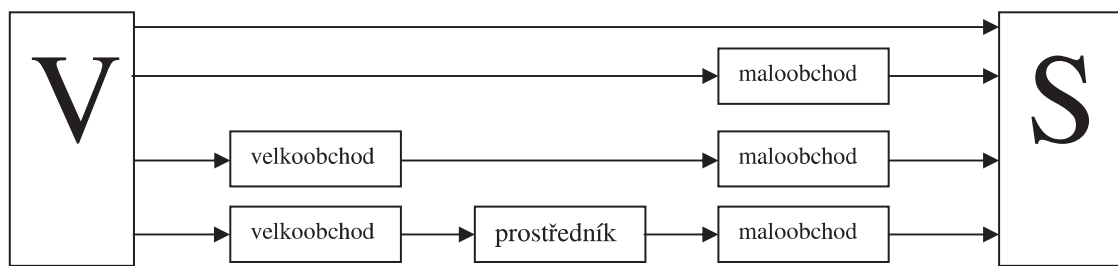 V
S
maloobchod
velkoobchod
maloobchod
velkoobchod
prostředník
maloobchod